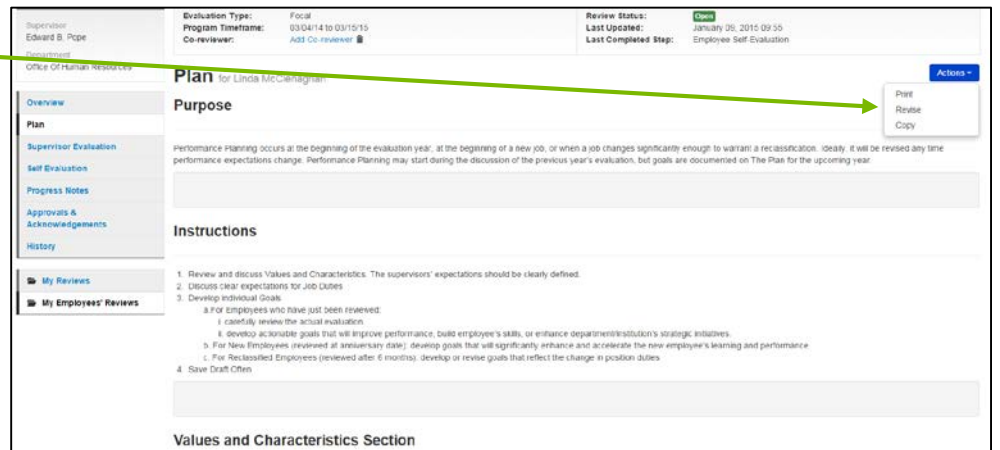 Supervisor
Edward B. Pope
Department
Office Of Human Resources
Evaluation Type: Focal
Program Timeframe: 03/04/14 to 03/15/15
Co-reviewer: Add Co-reviewer
Review Status: Open
Last Updated: January 09, 2015 09:55
Last Completed Step: Employee Self-Evaluation
Plan for Linda McClenaghan
Actions
Print
Revise
Copy
Overview
Plan
Supervisor Evaluation
Self Evaluation
Progress Notes
Approvals &
Acknowledgements
History
My Reviews
My Employees' Reviews
Purpose
Performance Planning occurs at the beginning of the evaluation year, at the beginning of a new job, or when a job changes significantly enough to warrant a reclassification. Ideally, it will be revised any time
performance expectations change. Performance Planning may start during the discussion of the previous year's evaluation, but goals are documented on The Plan for the upcoming year.
Instructions
1. Review and discuss Values and Characteristics. The supervisors' expectations should be clearly defined.
2. Discuss clear expectations for Job Duties
3. Develop Individual Goals
a.For Employees who have just been reviewed:
i. carefully review the actual evaluation
ii. develop actionable goals that will improve performance, build employee's skills, or enhance department/institution's strategic initiatives.
b. For New Employees (reviewed at anniversary date): develop goals that will significantly enhance and accelerate the new employee's learning and performance
c. For Reclassified Employees (reviewed after 6 months): develop or revise goals that reflect the change in position duties
4. Save Draft Often
Values and Characteristics Section